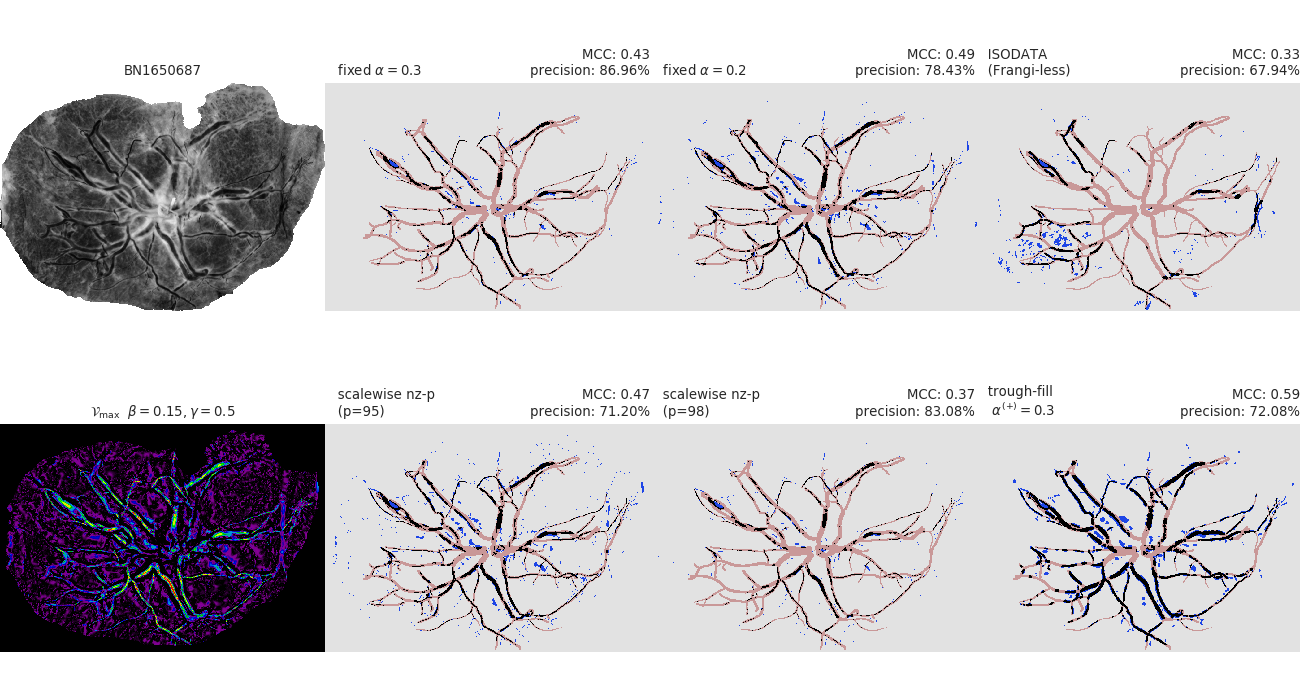 BN1650687
fixed α = 0.3
MCC: 0.43
precision: 86.96%
fixed α = 0.2
MCC: 0.49
precision: 78.43%
ISODATA
(Frangi-less)
MCC: 0.33
precision: 67.94%
𝒱max β = 0.15, γ = 0.5
scalewise nz-p
(p=95)
MCC: 0.47
precision: 71.20%
scalewise nz-p
(p=98)
MCC: 0.37
precision: 83.08%
trough-fill
α(+) = 0.3
MCC: 0.59
precision: 72.08%